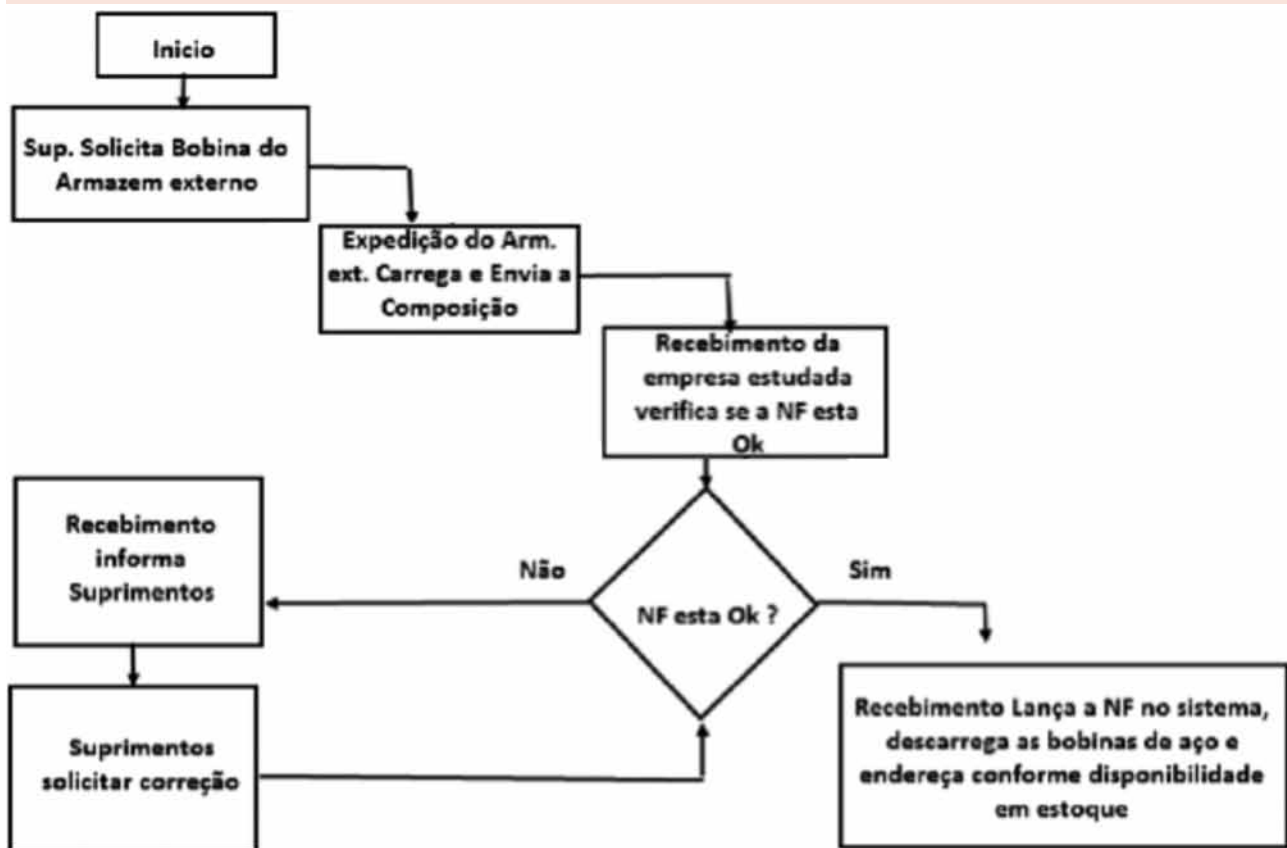 Inicio
Sup. Solicita Bobina do
Armazem externo
Expedição do Arm.
ext. Carrega e Envia a
Composição
Recebimento da
empresa estudada
verifica se a NF esta
Ok
NF esta Ok ?
Não
Sim
Recebimento
informa
Suprimentos
Suprimentos
solicitar correção
Recebimento Lança a NF no sistema,
descarrega as bobinas de aço e
endereça conforme disponibilidade
em estoque